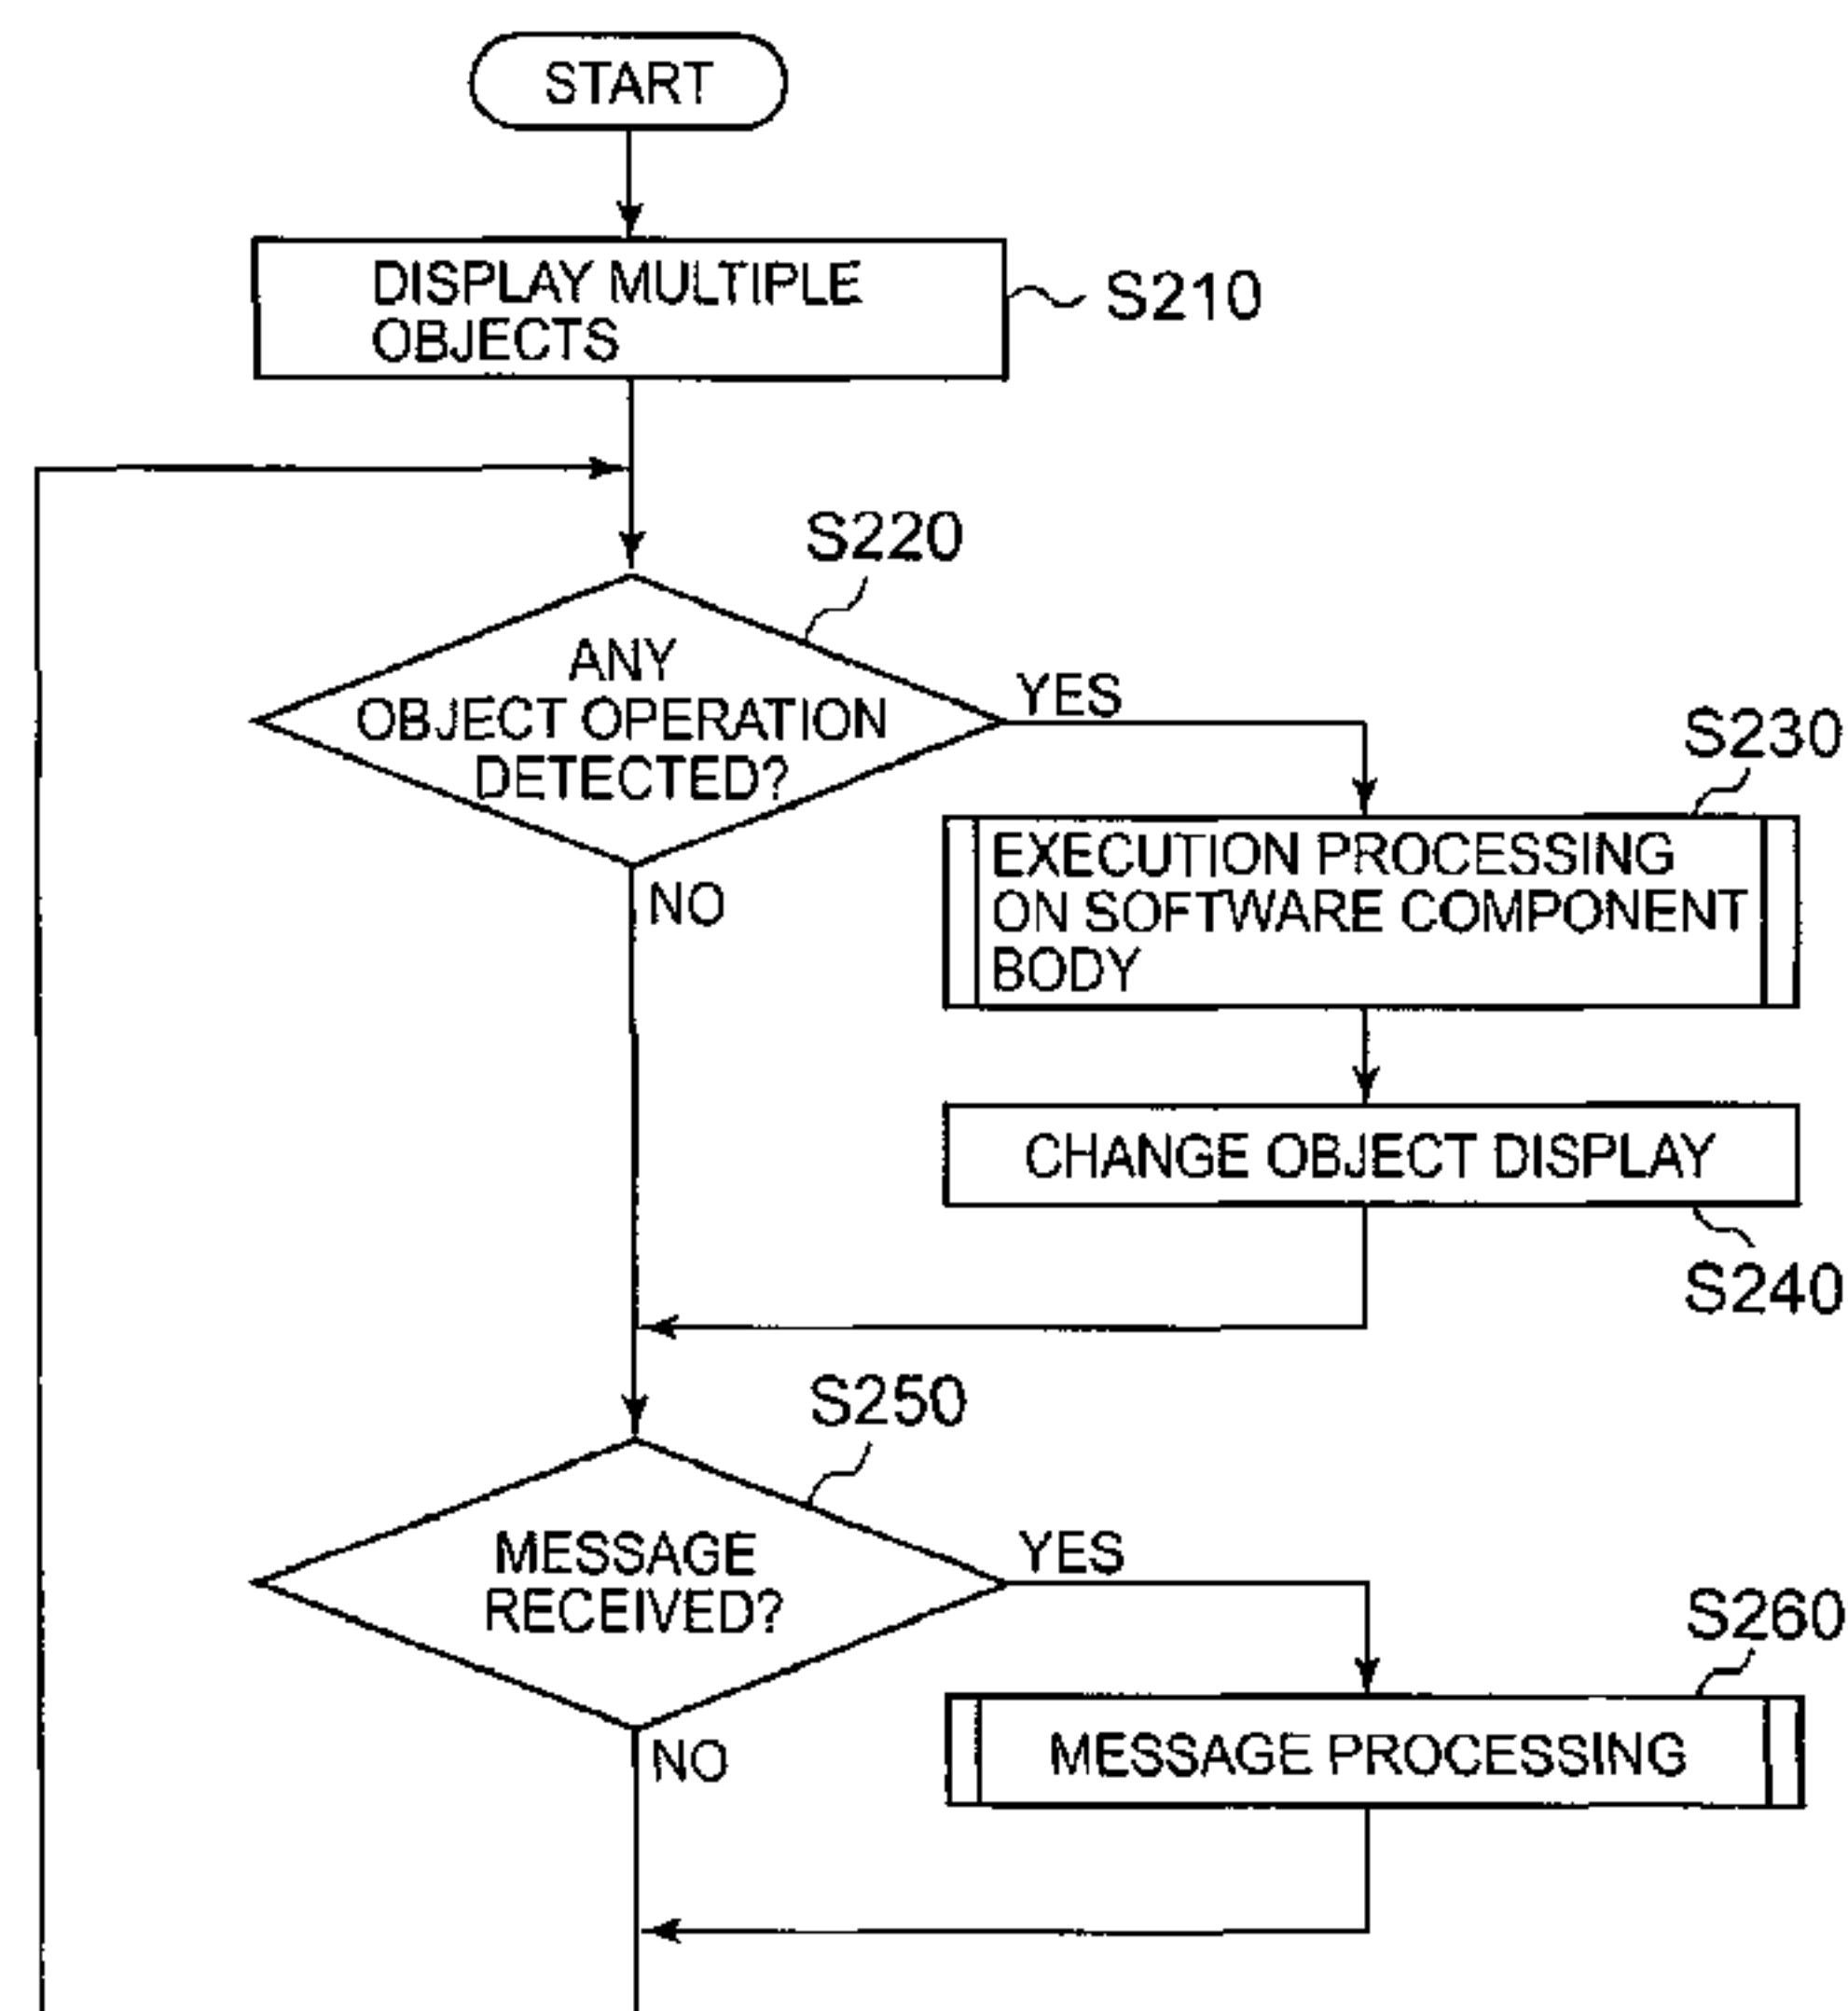 START
DISPLAY MULTIPLE
OBJECTS
S210
S220
ANY
OBJECT OPERATION
DETECTED?
YES
NO
S230
EXECUTION PROCESSING
ON SOFTWARE COMPONENT
BODY
CHANGE OBJECT DISPLAY
S240
S250
MESSAGE
RECEIVED?
YES
NO
S260
MESSAGE PROCESSING